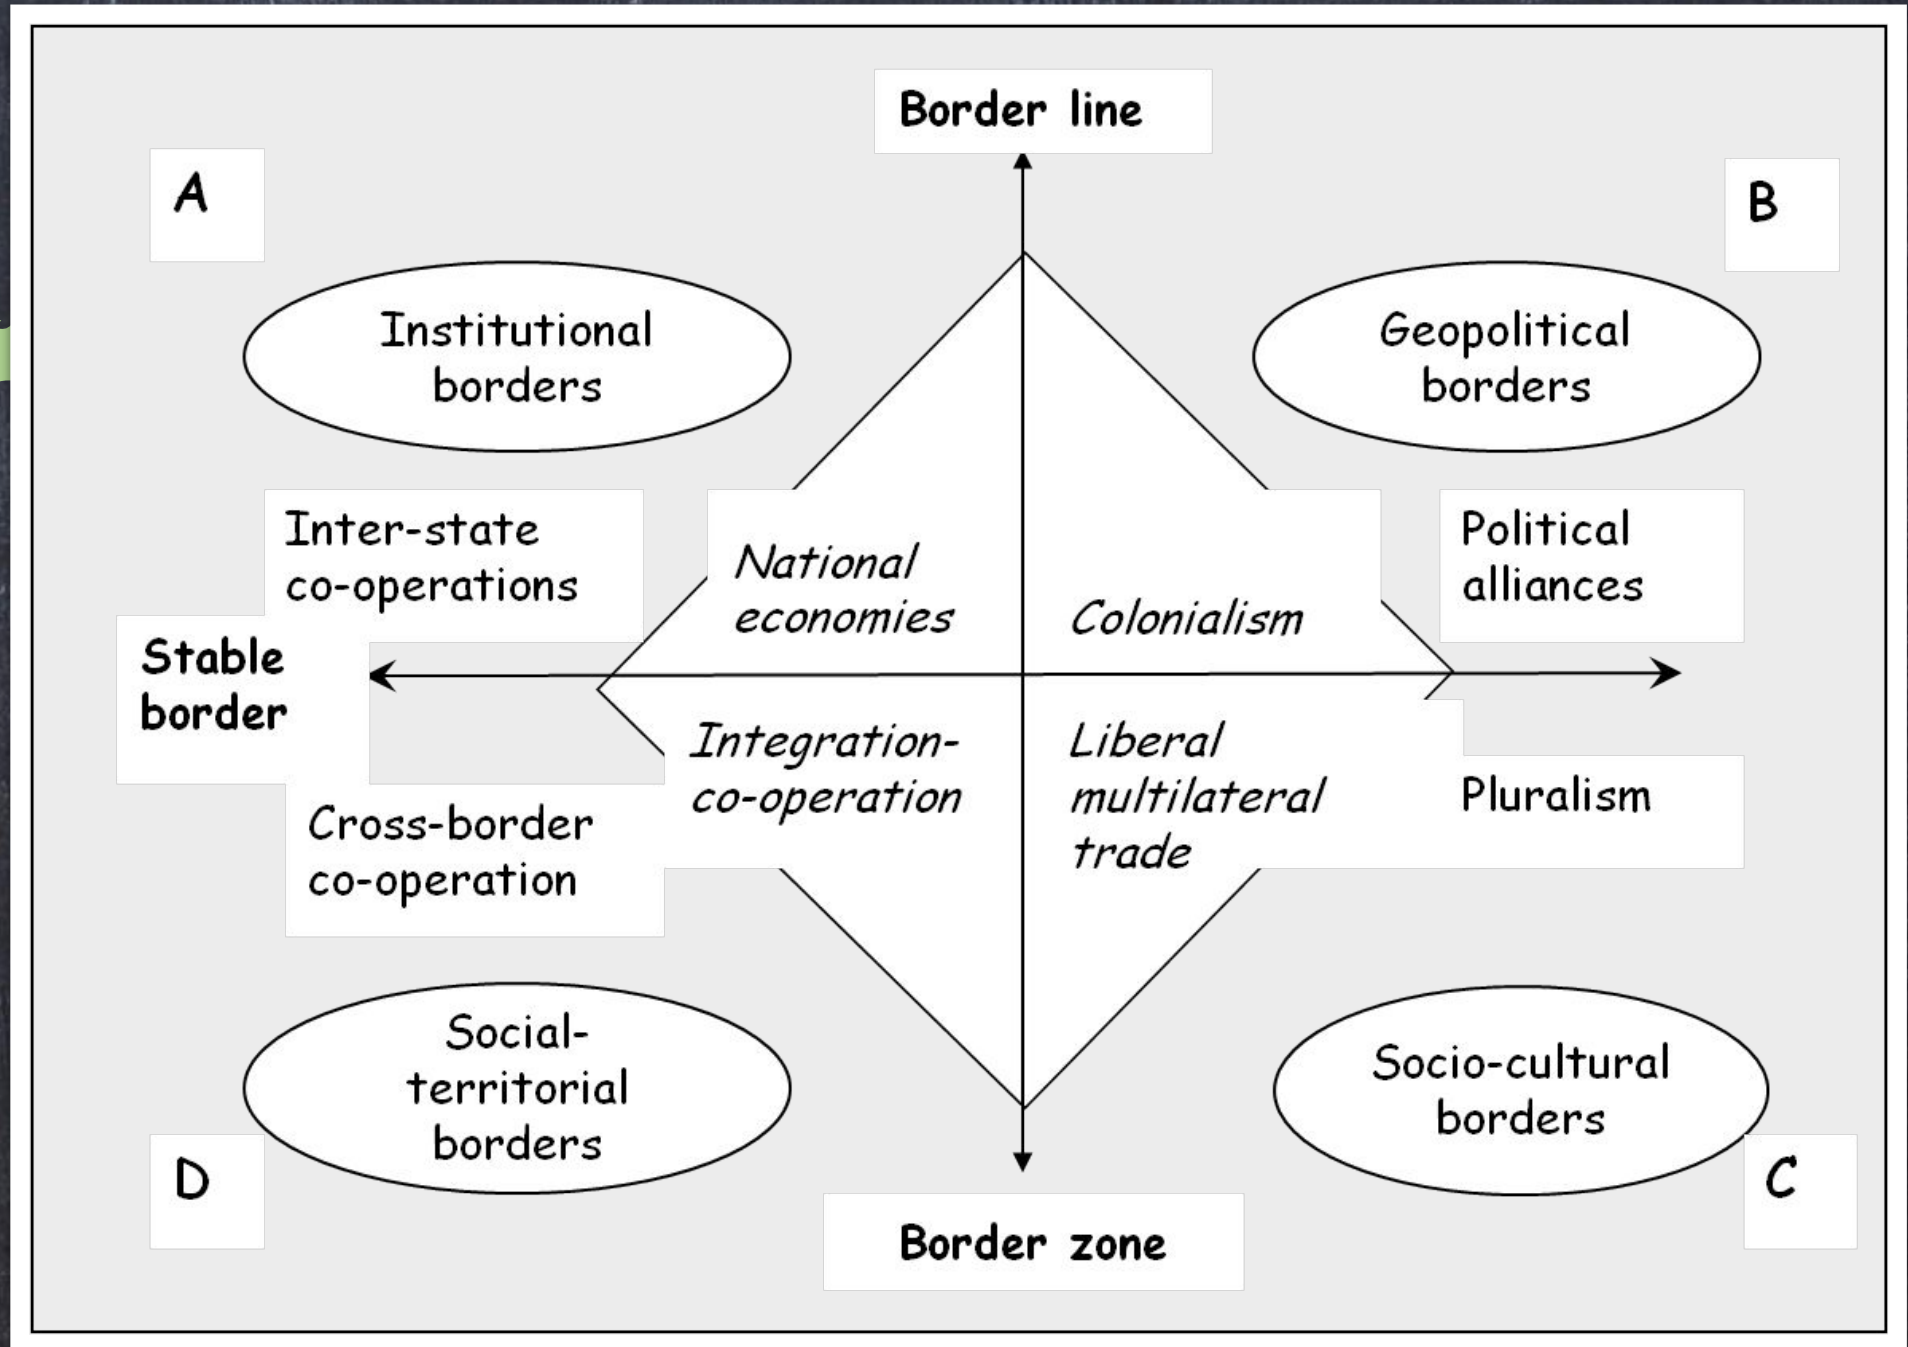 Border line
A
B
Institutional
borders
Geopolitical
borders
Inter-state
co-operations
National
economies
Colonialism
Political
alliances
Stable
border
Integration-
co-operation
Liberal
multilateral
trade
Pluralism
Cross-border
co-operation
Social-
territorial
borders
Socio-cultural
borders
D
C
Border zone